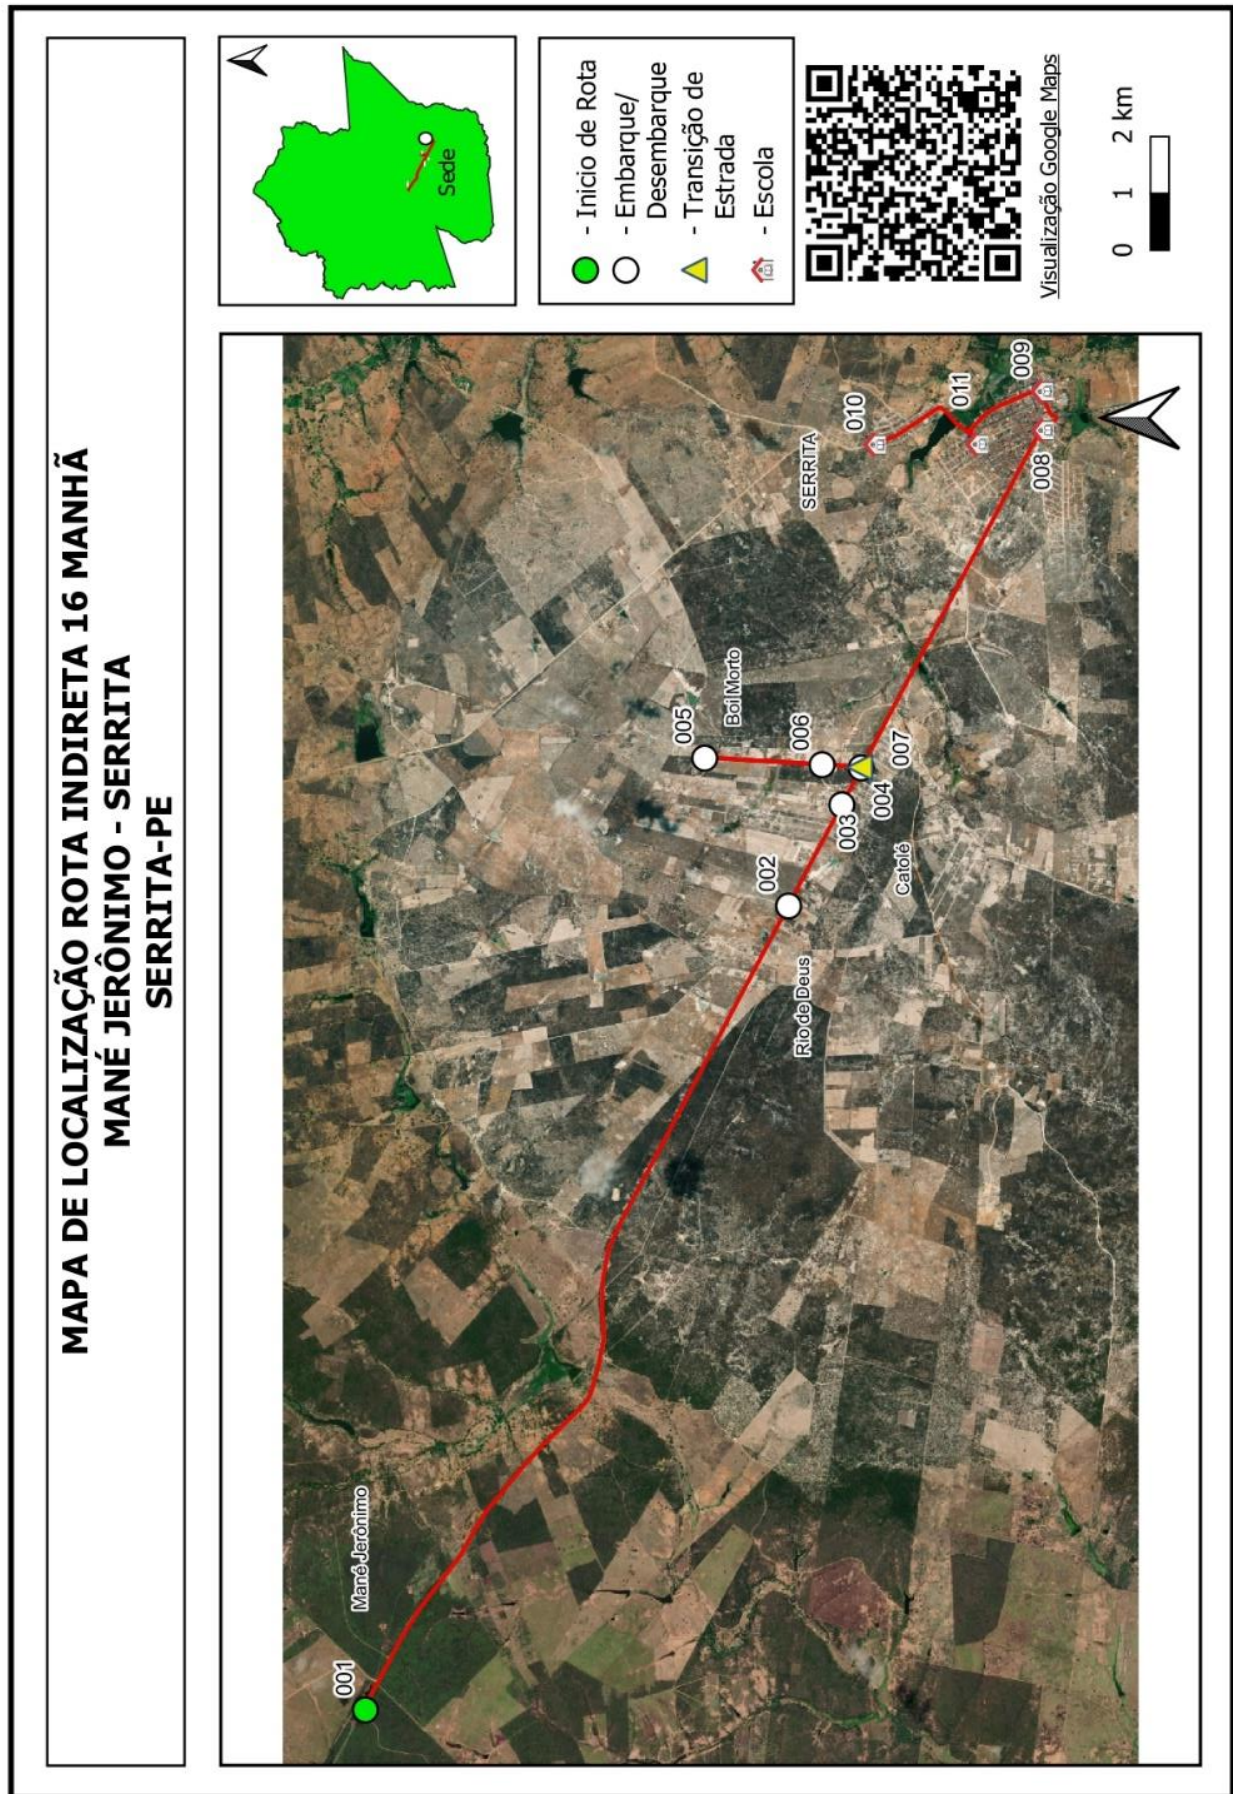 MAPA DE LOCALIZAÇÃO ROTA INDIRETA 16 MANHÃ
MANÉ JERÔNIMO - SERRITA
SERRITA-PE
001
Mané Jerônimo
005
Boi Morto
006
002
003
004
007
Rio de Deus
Catolé
SERRITA
010
011
009
008
Sede
- Inicio de Rota
- Embarque/
Desembarque
- Transição de
Estrada
- Escola
Visualização Google Maps
0 1 2 km